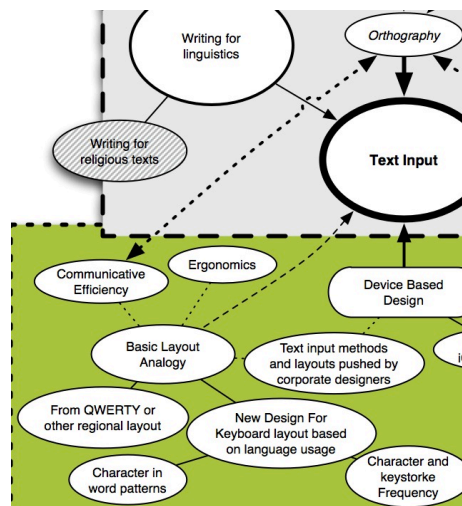 Writing for
linguistics
Orthography
Writing for
religious texts
Text Input
Communicative
Efficiency
Ergonomics
Device Based
Design
Basic Layout
Analogy
Text input methods
and layouts pushed by
corporate designers
From QWERTY or
other regional layout
New Design For
Keyboard layout based
on language usage
Character in
word patterns
Character and
keystorke
Frequency